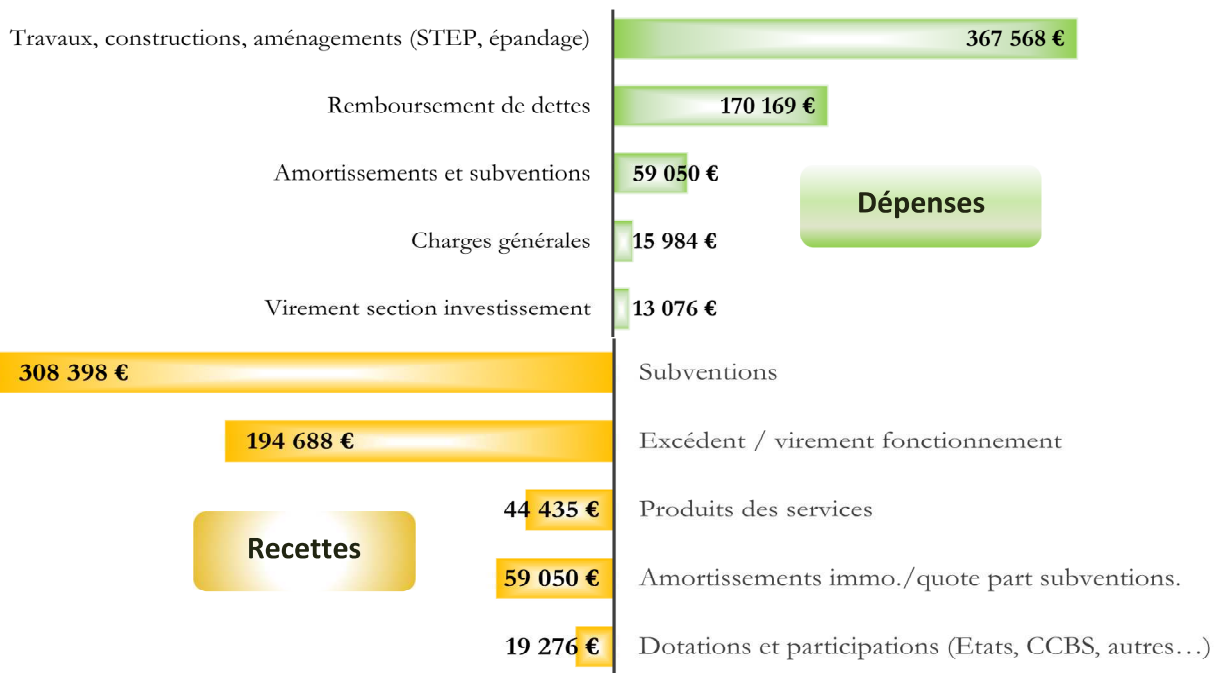 Travaux, constructions, aménagements (STEP, épandage) 367 568 €
Remboursement de dettes 170 169 €
Amortissements et subventions 59 050 €
Dépenses
Charges générales 15 984 €
Virement section investissement 13 076 €
308 398 € Subventions
194 688 € Excédent / virement fonctionnement
44 435 € Produits des services
Recettes
59 050 € Amortissements immo./quote part subventions.
19 276 € Dotations et participations (Etats, CCBS, autres…)